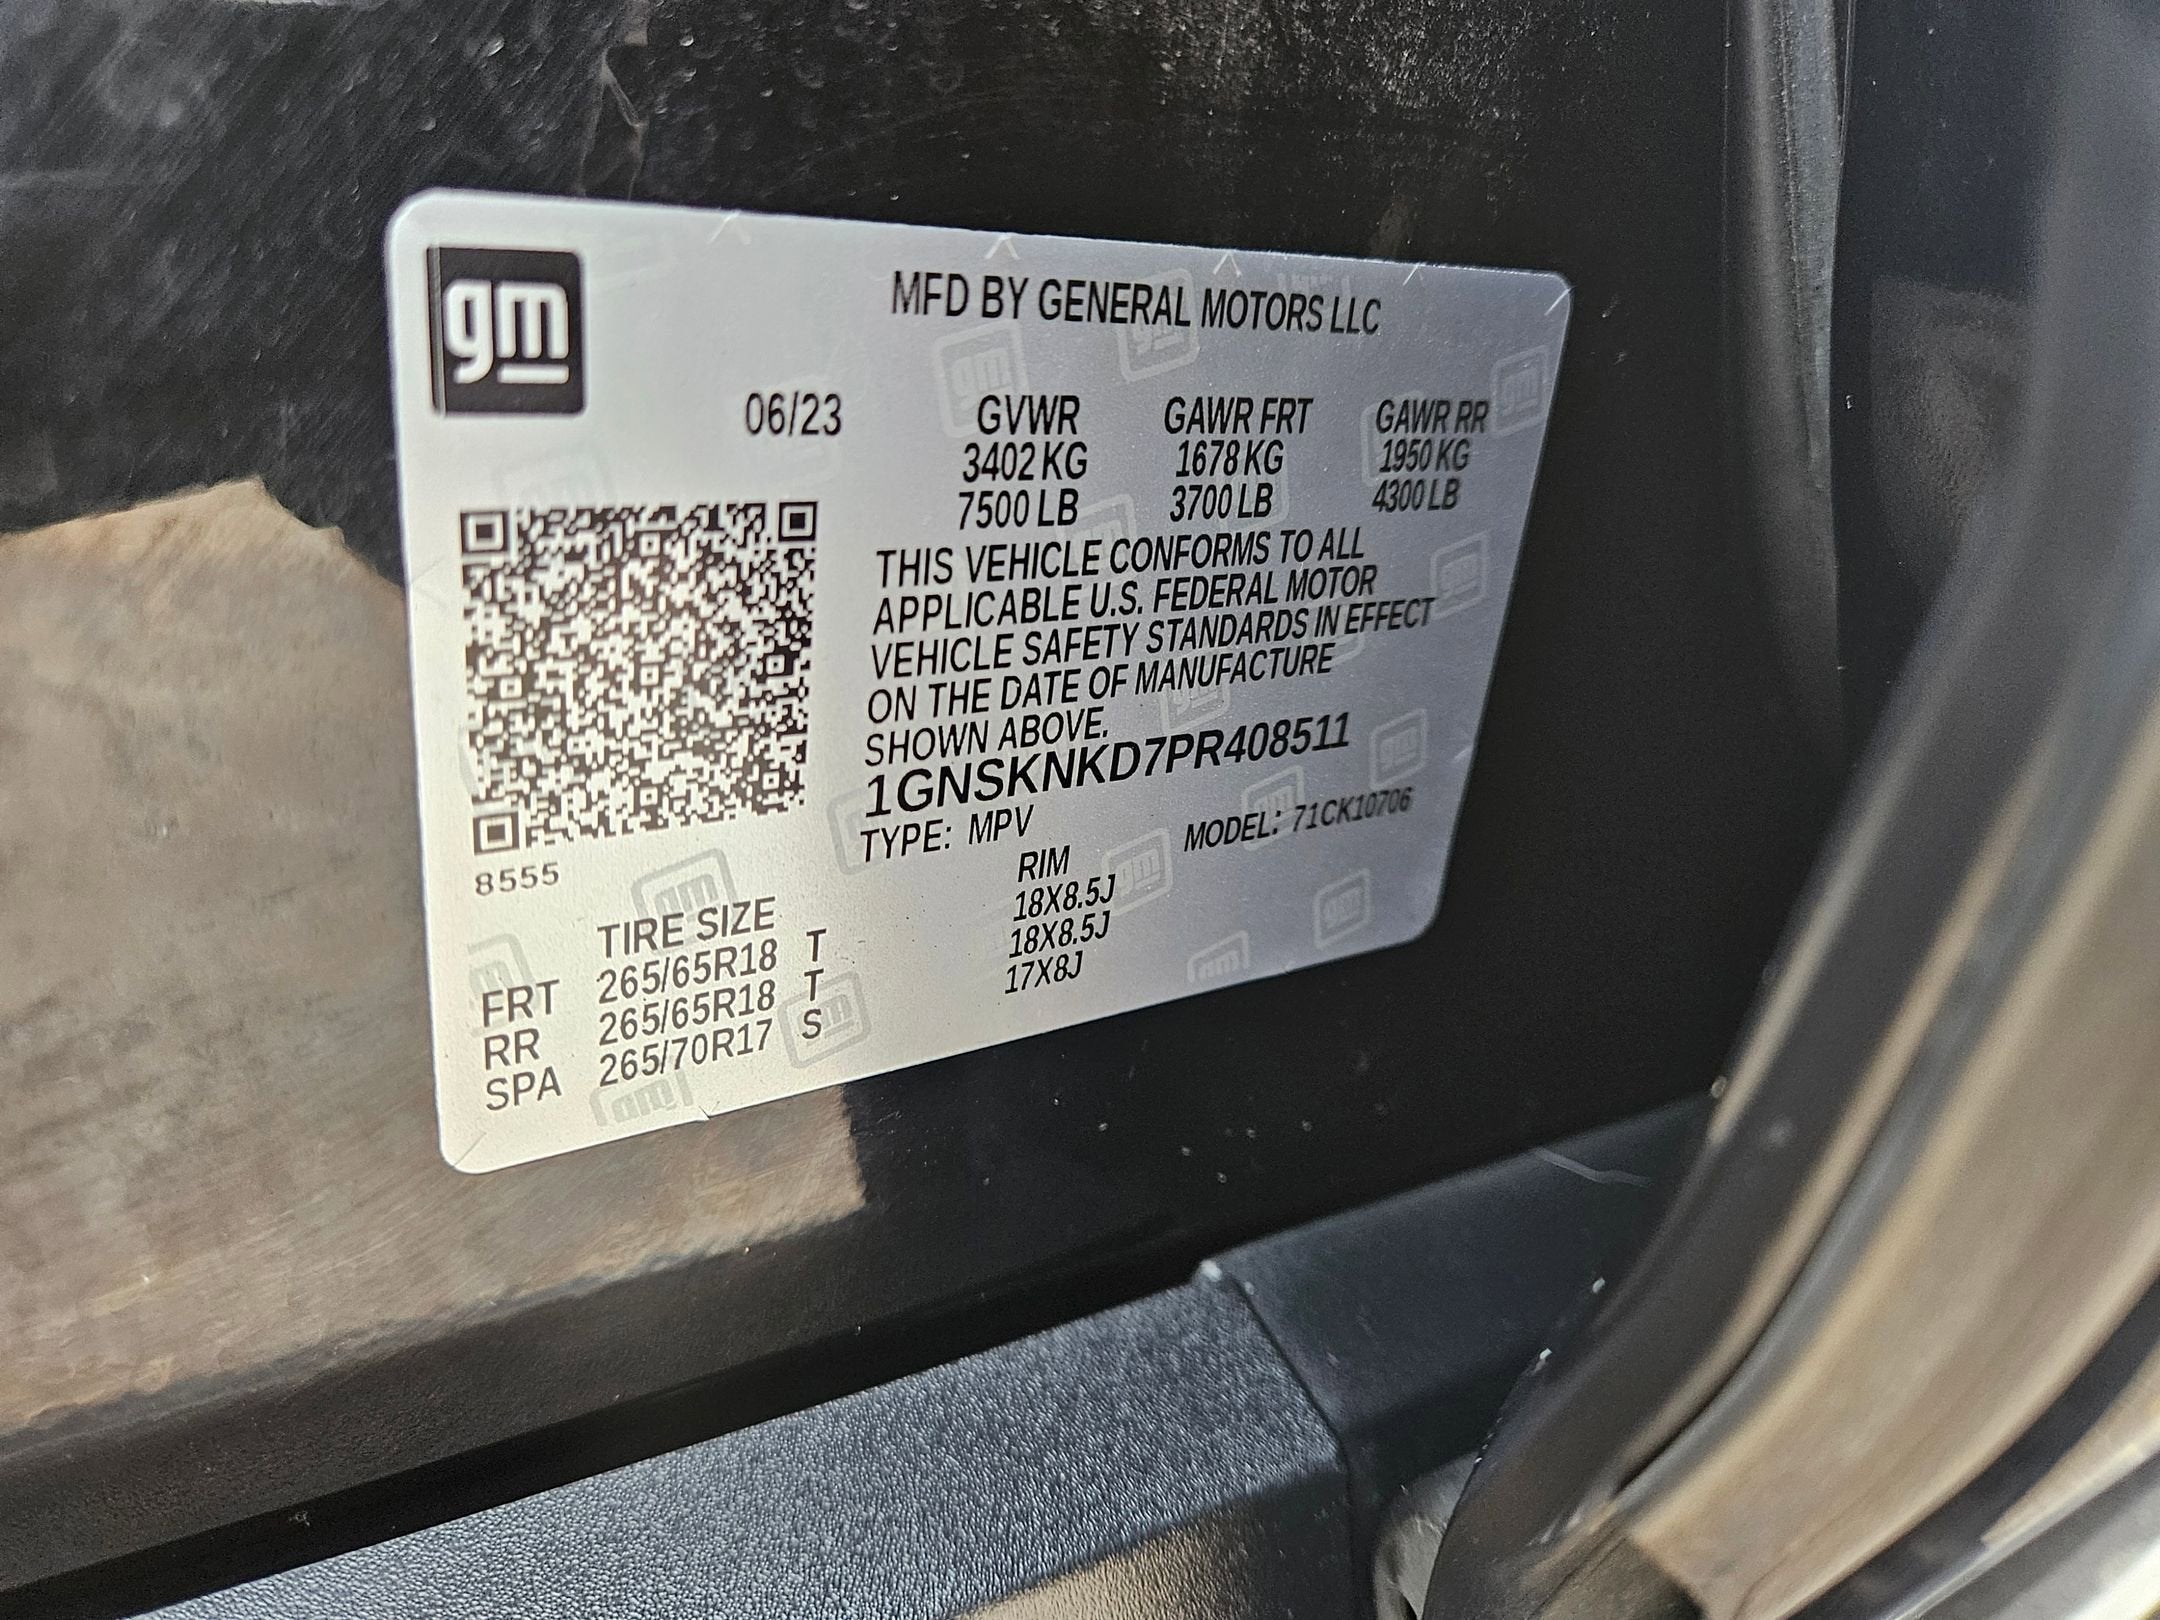 gm
MFD BY GENERAL MOTORS LLC
06/23 GVWR GAWR FRT GAWR RR
3402 KG 1678 KG 1950 KG
7500 LB 3700 LB 4300 LB
THIS VEHICLE CONFORMS TO ALL
APPLICABLE U.S. FEDERAL MOTOR
VEHICLE SAFETY STANDARDS IN EFFECT
ON THE DATE OF MANUFACTURE
SHOWN ABOVE.
1GNSKNKD7PR408511
TYPE: MPV MODEL: 71CK10706
8555
TIRE SIZE RIM
FRT 265/65R18 T 18X8.5J
RR 265/65R18 T 18X8.5J
SPA 265/70R17 S 17X8J